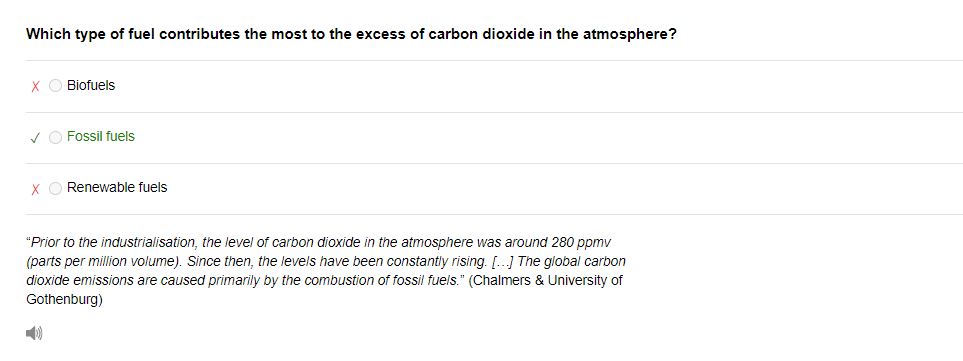 Which type of fuel contributes the most to the excess of carbon dioxide in the atmosphere?
X Biofuels
✓ Fossil fuels
X Renewable fuels
“Prior to the industrialisation, the level of carbon dioxide in the atmosphere was around 280 ppmv
(parts per million volume). Since then, the levels have been constantly rising. […] The global carbon
dioxide emissions are caused primarily by the combustion of fossil fuels.” (Chalmers & University of
Gothenburg)